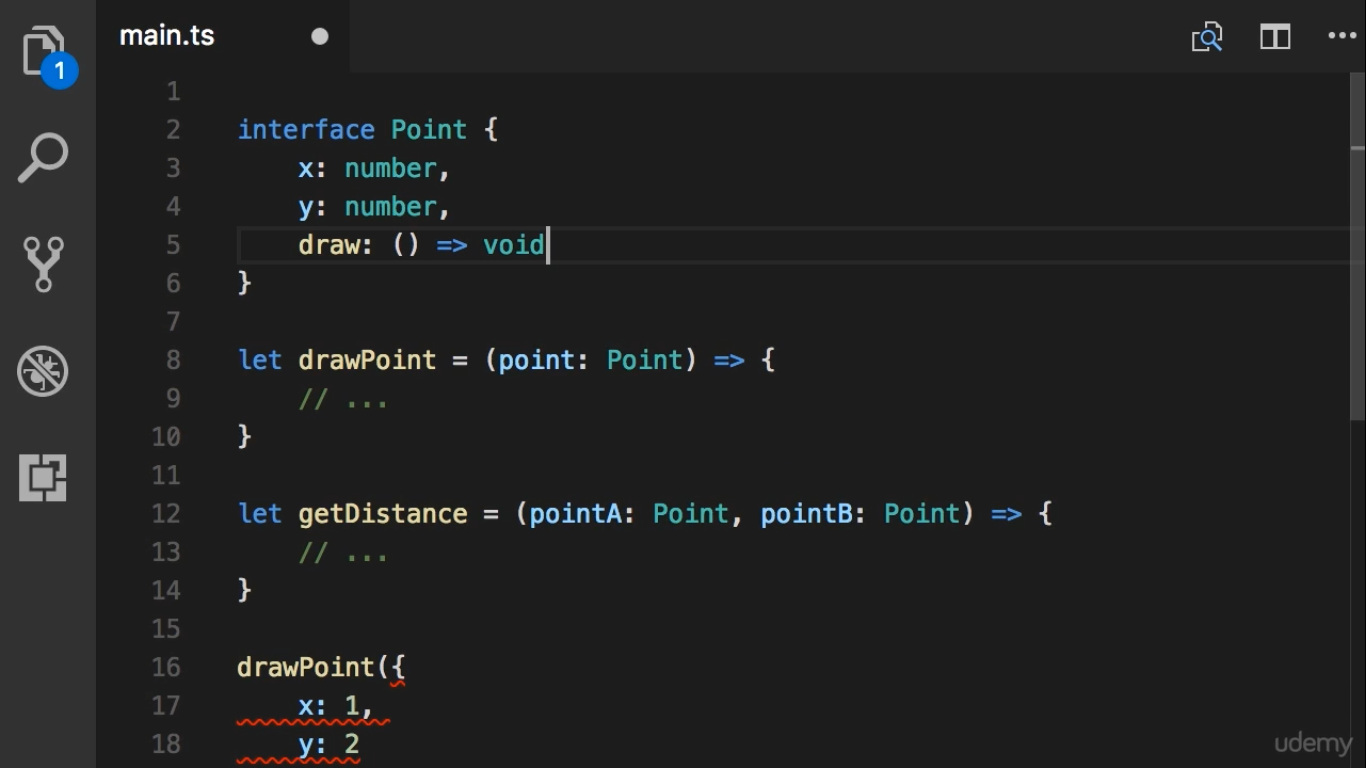 main.ts
1
1
2 interface Point {
3     x: number,
4     y: number,
5     draw: () => void
6 }
7
8 let drawPoint = (point: Point) => {
9     // ...
10 }
11
12 let getDistance = (pointA: Point, pointB: Point) => {
13     // ...
14 }
15
16 drawPoint({
17     x: 1,
18     y: 2
udemy